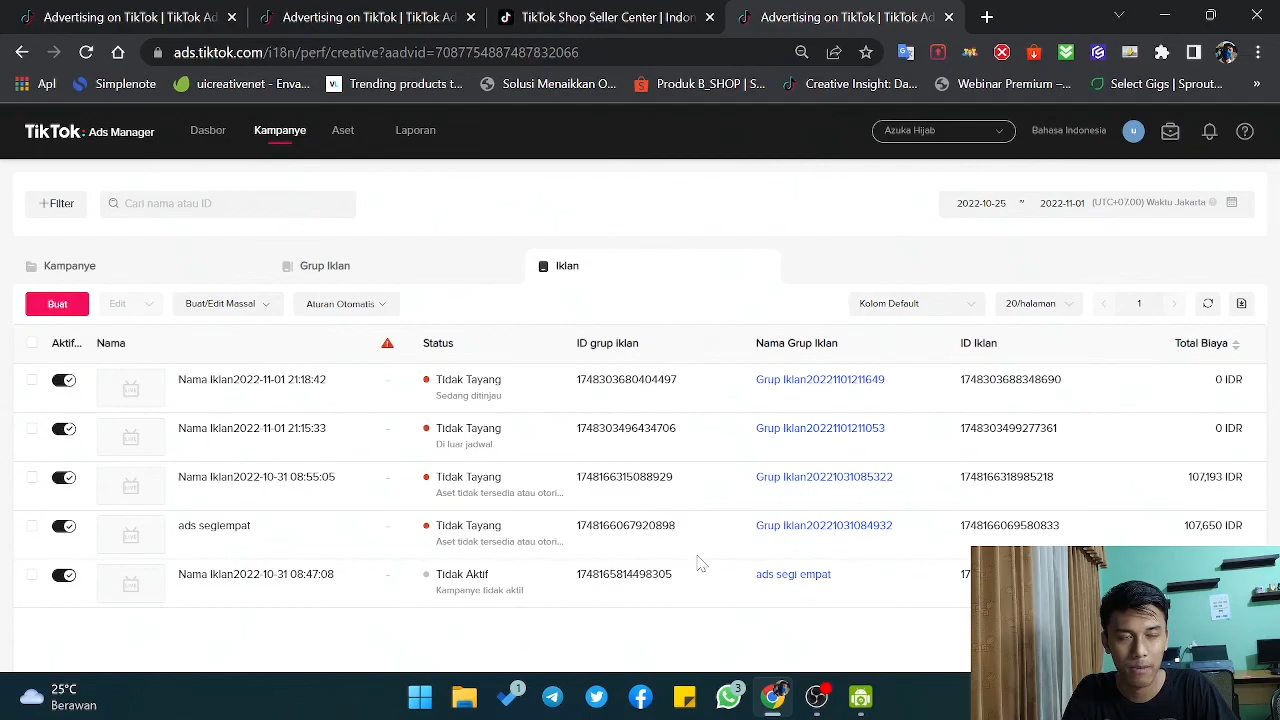 Advertising on TikTok | TikTok Ad
Advertising on TikTok | TikTok Ad
TikTok Shop Seller Center | Indon
Advertising on TikTok | TikTok Ad
ads.tiktok.com/i18n/perf/creative?aadvid=7087754887487832066
Apl
Simplenote
uicreativenet - Enva...
Trending products t...
Solusi Menaikkan O...
Produk B_SHOP | S...
Creative Insight: Da...
Webinar Premium –...
Select Gigs | Sprout...
TikTok: Ads Manager
Dasbor
Kampanye
Aset
Laporan
Azuka Hijab
Bahasa Indonesia
u
+Filter
Cari nama atau ID
2022-10-25 ~ 2022-11-01 (UTC+07.00) Waktu Jakarta
Kampanye
Grup Iklan
Iklan
Buat
Edit
Buat/Edit Massal
Aturan Otomatis
Kolom Default
20/halaman
1
Aktif... Nama Status ID grup iklan Nama Grup Iklan ID Iklan Total Biaya
LIVE Nama Iklan2022-11-01 21:18:42 - Tidak Tayang 1748303680404497 Grup Iklan20221101211649 1748303688348690 0 IDR
Sedang ditinjau
LIVE Nama Iklan2022-11-01 21:15:33 - Tidak Tayang 1748303496434706 Grup Iklan20221101211053 1748303499277361 0 IDR
Di luar jadwal
LIVE Nama Iklan2022-10-31 08:55:05 - Tidak Tayang 1748166315088929 Grup Iklan20221031085322 1748166318985218 107,193 IDR
Aset tidak tersedia atau otori...
LIVE ads segiempat - Tidak Tayang 1748166067920898 Grup Iklan20221031084932 1748166069580833 107,650 IDR
Aset tidak tersedia atau otori...
LIVE Nama Iklan2022-10-31 08:47:08 - Tidak Aktif 1748165814498305 ads segi empat 17
Kampanye tidak aktif
25°C
Berawan
1
3